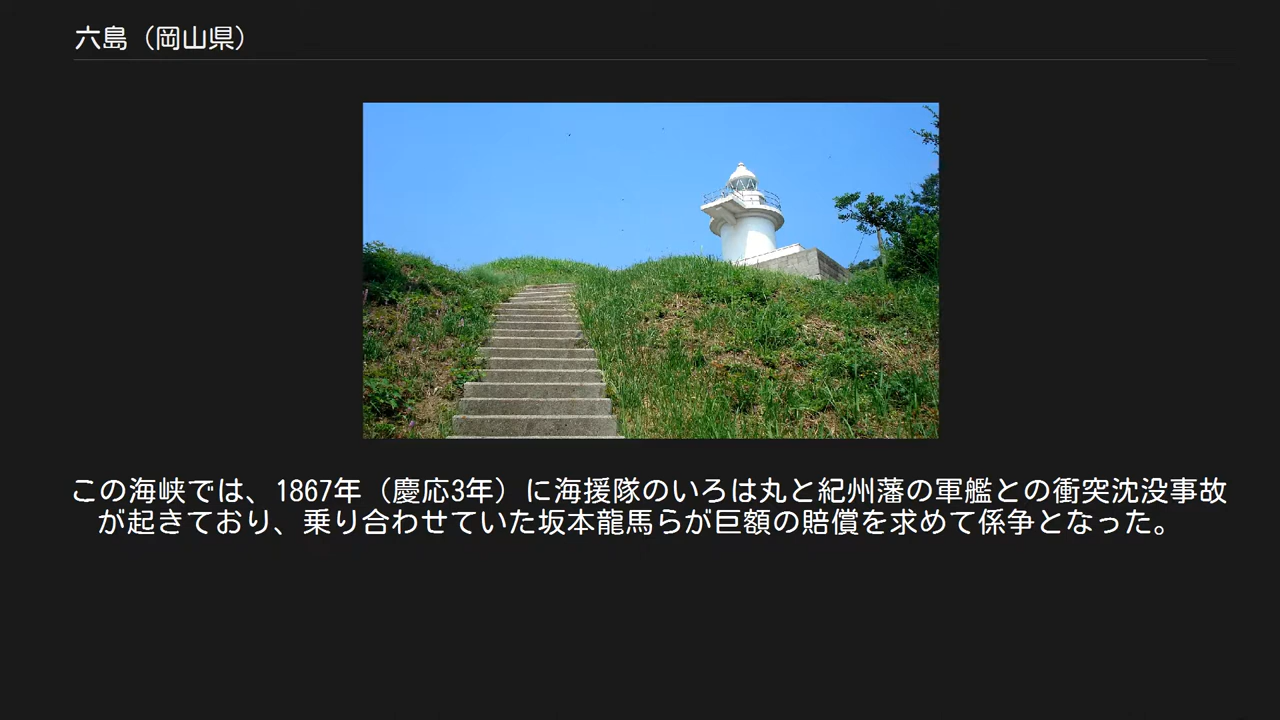 六島（岡山県）
この海峡では、1867年（慶応3年）に海援隊のいろは丸と紀州藩の軍艦との衝突沈没事故
が起きており、乗り合わせていた坂本龍馬らが巨額の賠償を求めて係争となった。